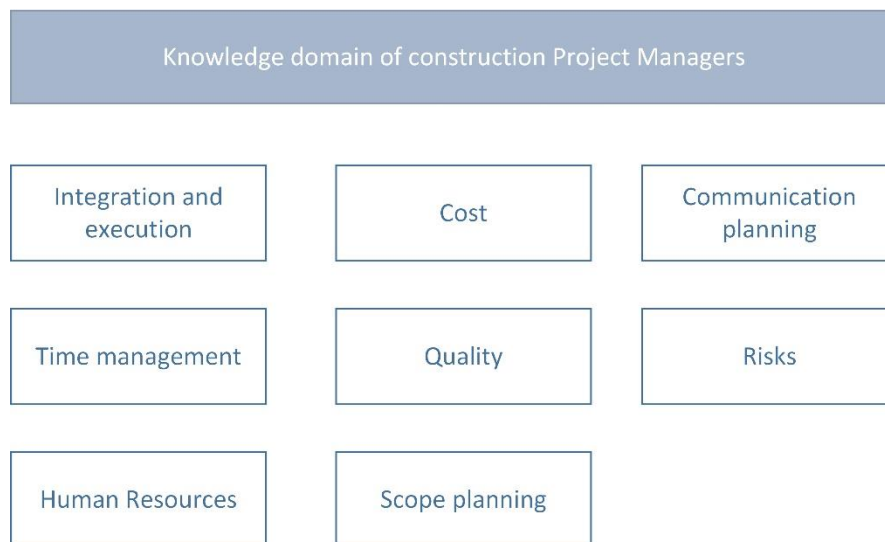 Knowledge domain of construction Project Managers
Integration and
execution
Cost
Communication
planning
Time management
Quality
Risks
Human Resources
Scope planning